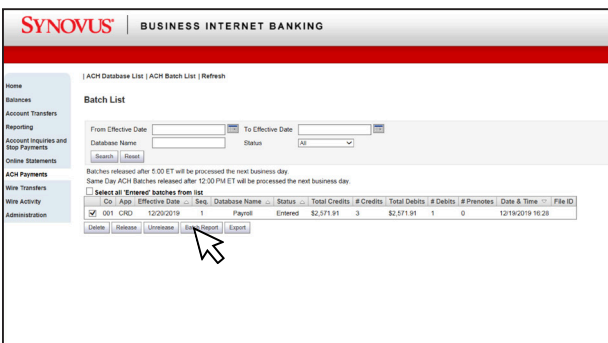 SYNOVUS® | BUSINESS INTERNET BANKING
| ACH Database List | ACH Batch List | Refresh
Home
Balances
Account Transfers
Reporting
Account Inquiries and
Stop Payments
Online Statements
ACH Payments
Wire Transfers
Wire Activity
Administration
Batch List
From Effective Date To Effective Date
Database Name Status All
Search Reset
Batches released after 5:00 ET will be processed the next business day.
Same Day ACH Batches released after 12:00 PM ET will be processed the next business day.
Select all 'Entered' batches from list
Co App Effective Date Seq. Database Name Status Total Credits # Credits Total Debits # Debits # Prenotes Date & Time File ID
001 CRD 12/20/2019 1 Payroll Entered $2,571.91 3 $2,571.91 1 0 12/19/2019 16:28
Delete Release Unrelease Batch Report Export